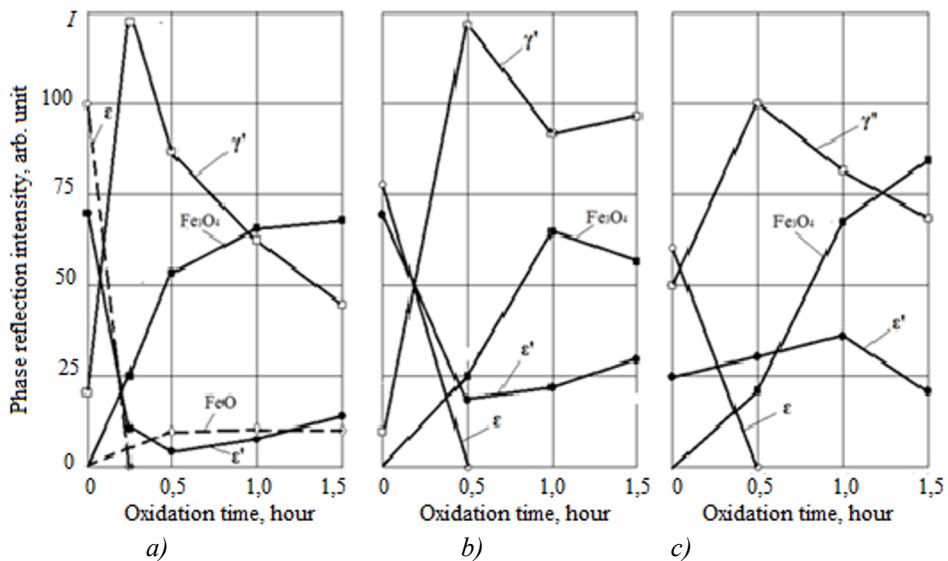 Phase reflection intensity, arb. unit
I
100
75
50
25
0
ε
γ'
Fe₃O₄
FeO
ε'
0 0,5 1,0 1,5
Oxidation time, hour
a)
γ'
Fe₃O₄
ε'
ε
0 0,5 1,0 1,5
Oxidation time, hour
b)
γ"
Fe₃O₄
ε'
ε
0 0,5 1,0 1,5
Oxidation time, hour
c)